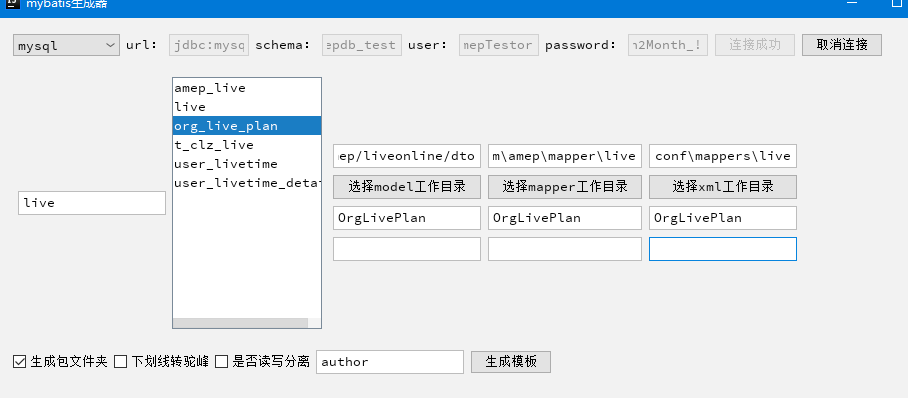 mybatis生成器
mysql url: jdbc:mysq schema: epdb_test user: nepTestor password: n2Month_! 连接成功 取消连接
amep_live
live
org_live_plan
t_clz_live
user_livetime
user_livetime_detai
live
ep/liveonline/dto m\amep\mapper\live conf\mappers\live
选择model工作目录 选择mapper工作目录 选择xml工作目录
OrgLivePlan OrgLivePlan OrgLivePlan
生成包文件夹 下划线转驼峰 是否读写分离 author 生成模板